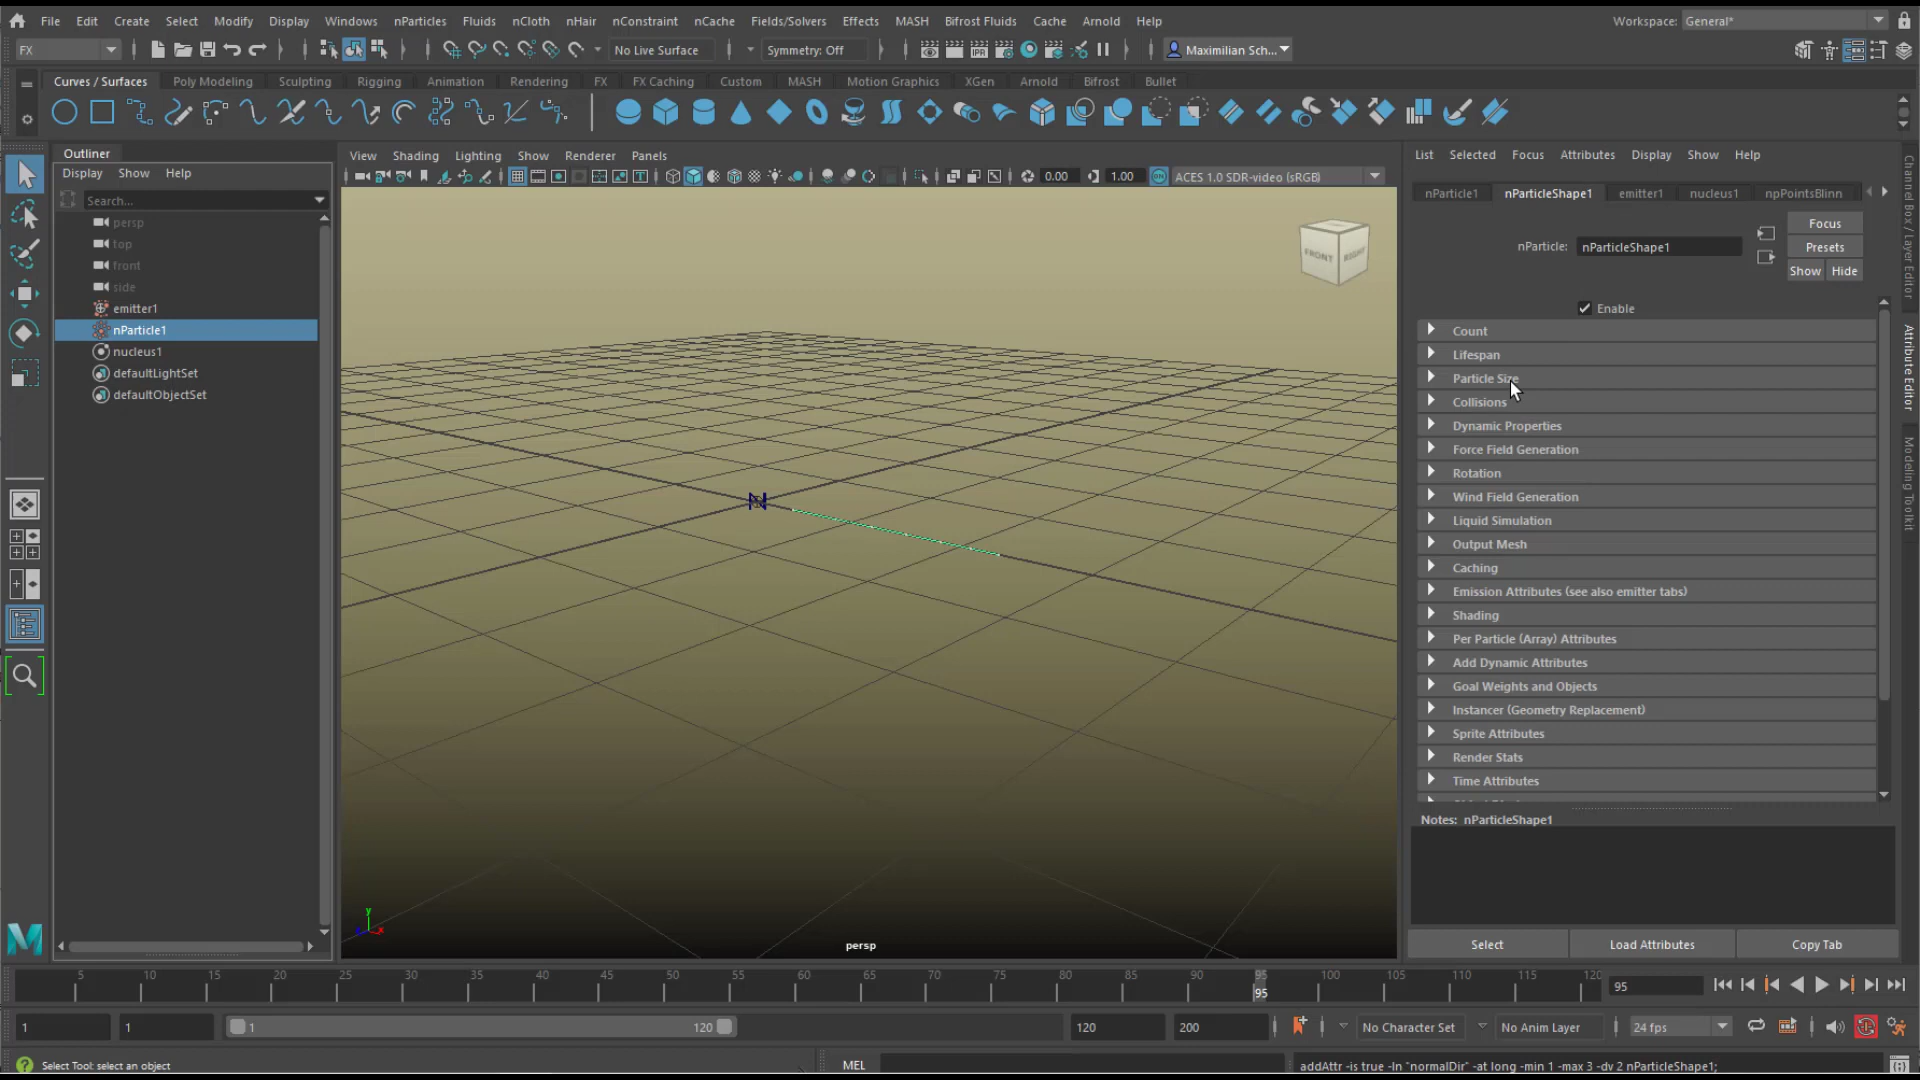 File Edit Create Select Modify Display Windows nParticles Fluids nCloth nHair nConstraint nCache Fields/Solvers Effects MASH Bifrost Fluids Cache Arnold Help Workspace: General*
FX No Live Surface Symmetry: Off Maximilian Sch...
Curves / Surfaces Poly Modeling Sculpting Rigging Animation Rendering FX FX Caching Custom MASH Motion Graphics XGen Arnold Bifrost Bullet
Outliner
Display Show Help
Search...
persp
top
front
side
emitter1
nParticle1
nucleus1
defaultLightSet
defaultObjectSet
View Shading Lighting Show Renderer Panels
IPR
0.00 1.00 ACES 1.0 SDR-video (sRGB)
FRONT RIGHT
N
y
x
persp
List Selected Focus Attributes Display Show Help
nParticle1 nParticleShape1 emitter1 nucleus1 npPointsBlinn
Focus
nParticle: nParticleShape1 Presets
Show Hide
Enable
Count
Lifespan
Particle Size
Collisions
Dynamic Properties
Force Field Generation
Rotation
Wind Field Generation
Liquid Simulation
Output Mesh
Caching
Emission Attributes (see also emitter tabs)
Shading
Per Particle (Array) Attributes
Add Dynamic Attributes
Goal Weights and Objects
Instancer (Geometry Replacement)
Sprite Attributes
Render Stats
Time Attributes
Notes: nParticleShape1
Select Load Attributes Copy Tab
Channel Box / Layer Editor
Attribute Editor
Modeling Toolkit
5 10 15 20 25 30 35 40 45 50 55 60 65 70 75 80 85 90 95 100 105 110 115 120
95 95
1 1 1 120 120 200 No Character Set No Anim Layer 24 fps
Select Tool: select an object MEL addAttr -is true -ln "normalDir" -at long -min 1 -max 3 -dv 2 nParticleShape1;